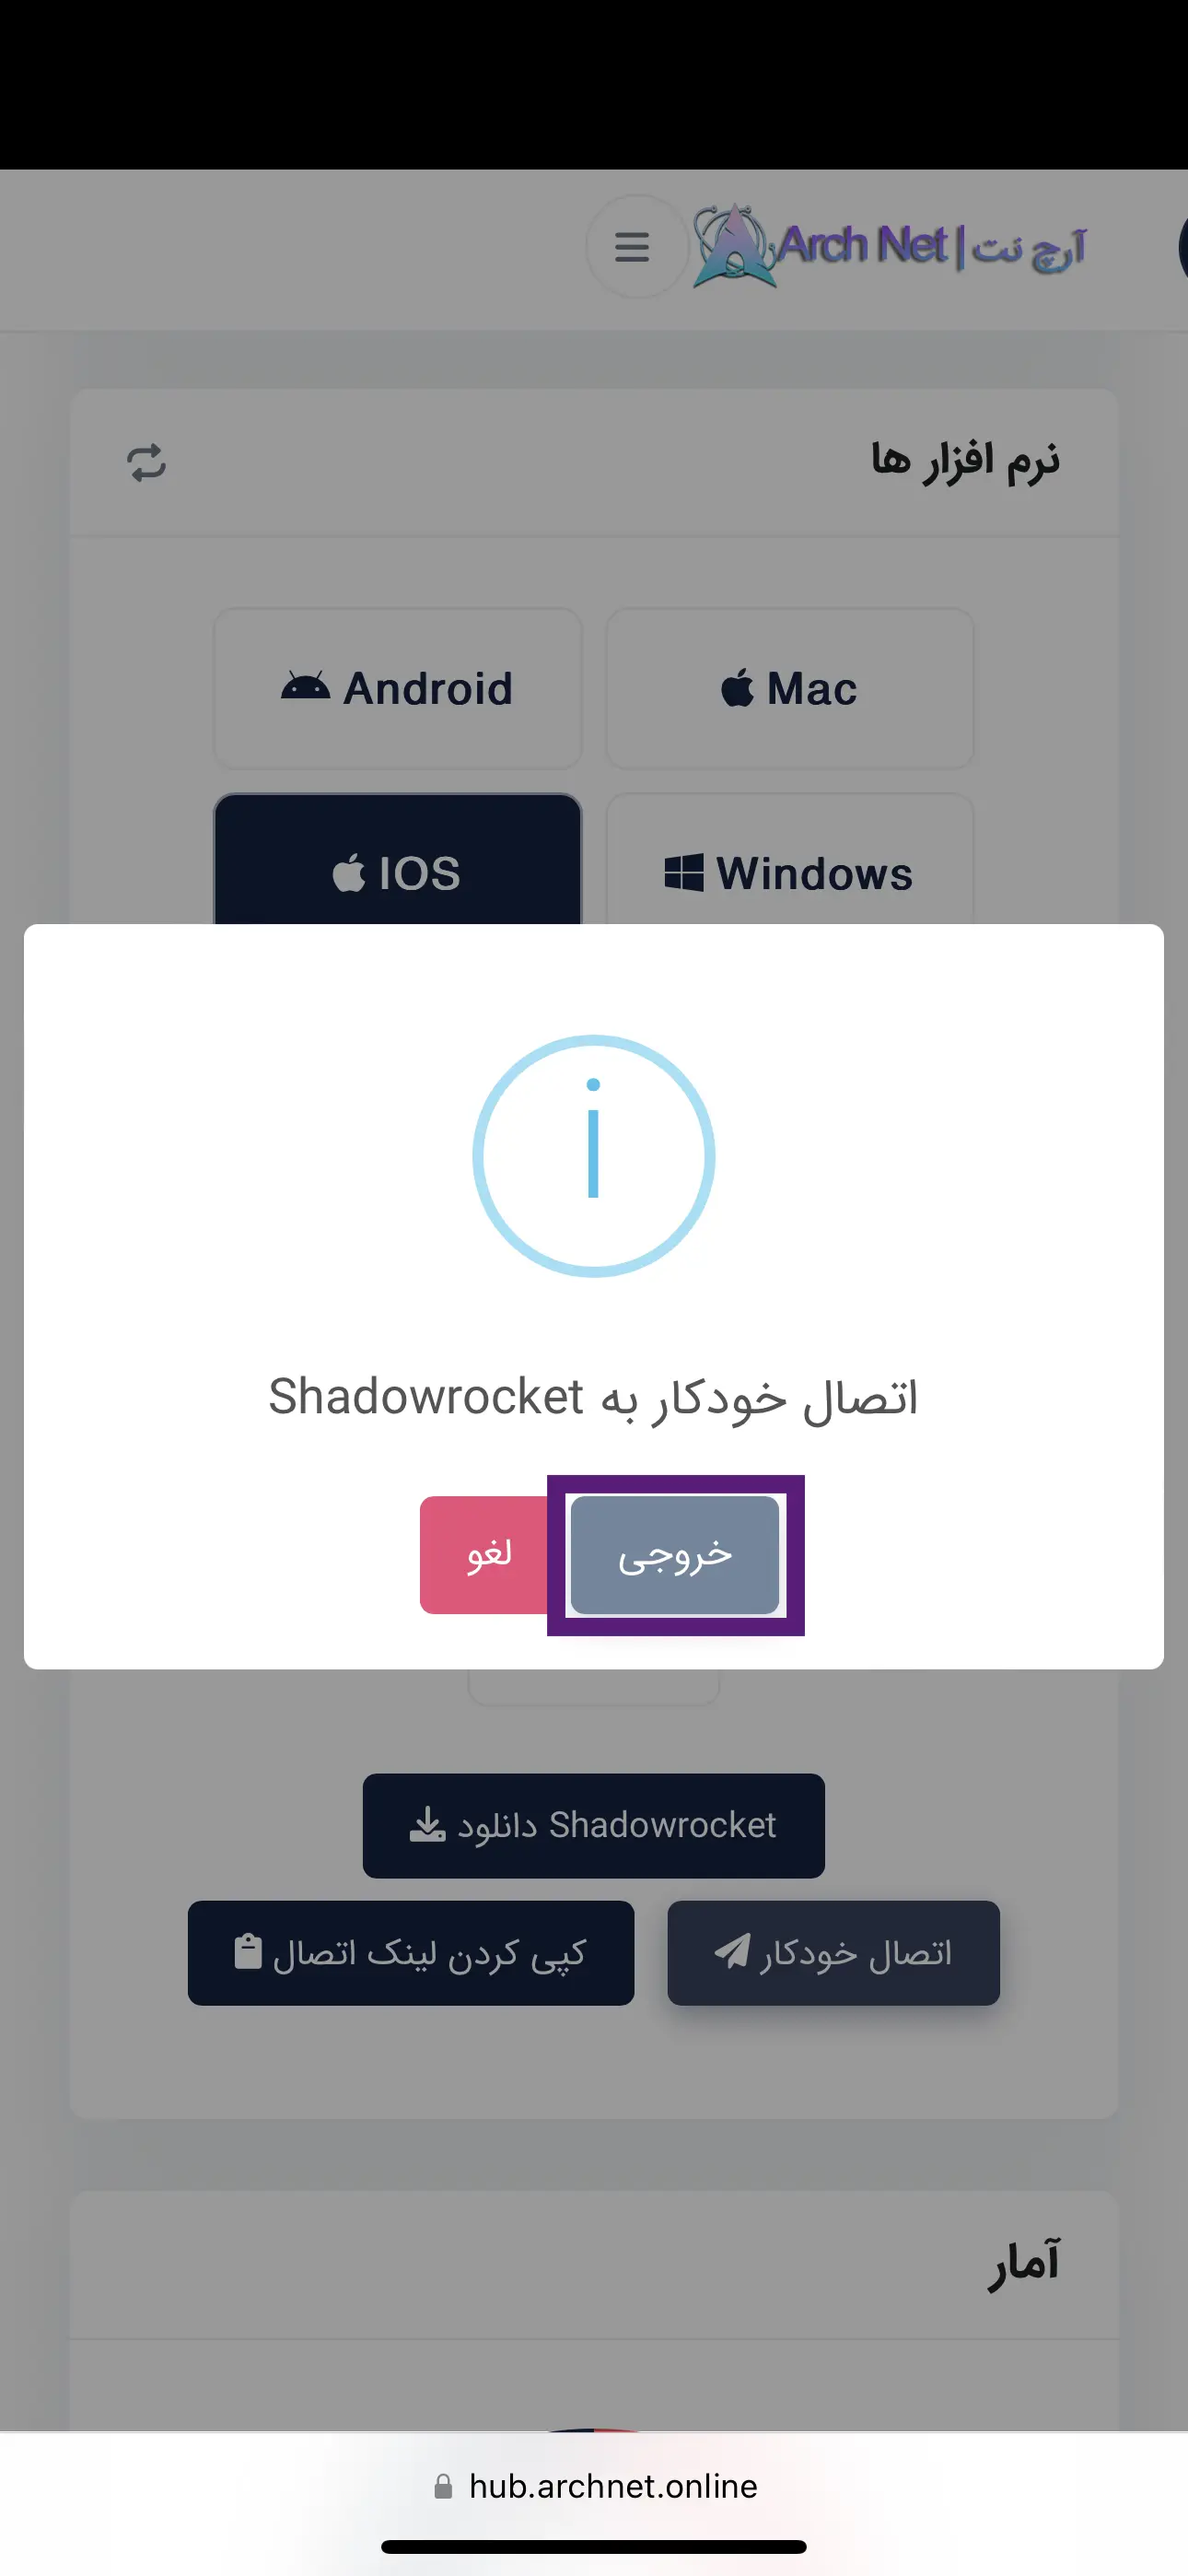 Arch Net | آرچ نت
نرم افزار ها
Android
Mac
IOS
Windows
i
اتصال خودکار به Shadowrocket
خروجی
لغو
Shadowrocket دانلود
اتصال خودکار
کپی کردن لینک اتصال
آمار
hub.archnet.online